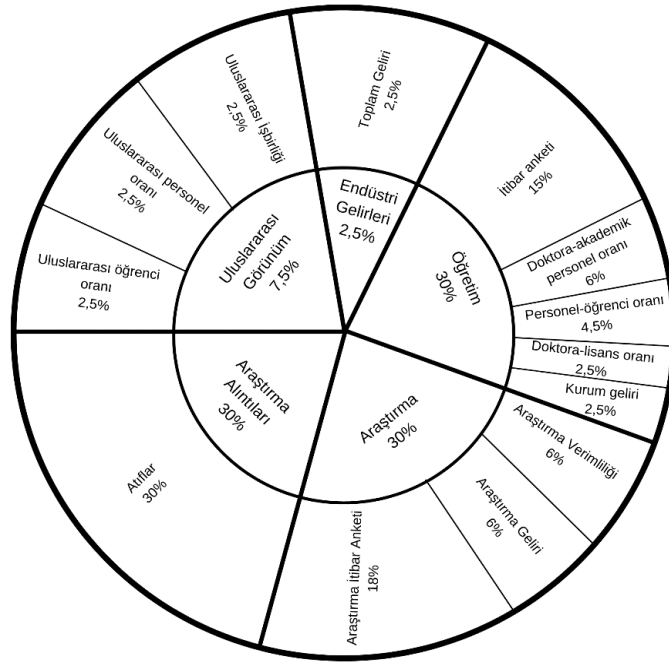 Toplam Geliri
2,5%
Uluslararası İşbirliği
2,5%
İtibar anketi
15%
Uluslararası personel
oranı
2,5%
Endüstri
Gelirleri
2,5%
Uluslararası
Görünüm
7,5%
Öğretim
30%
Doktora-akademik
personel oranı
6%
Uluslararası öğrenci
oranı
2,5%
Personel-öğrenci oranı
4,5%
Doktora-lisans oranı
2,5%
Kurum geliri
2,5%
Araştırma
Alıntıları
30%
Araştırma
30%
Araştırma Verimliliği
6%
Atıflar
30%
Araştırma Geliri
6%
Araştırma İtibar Anketi
18%